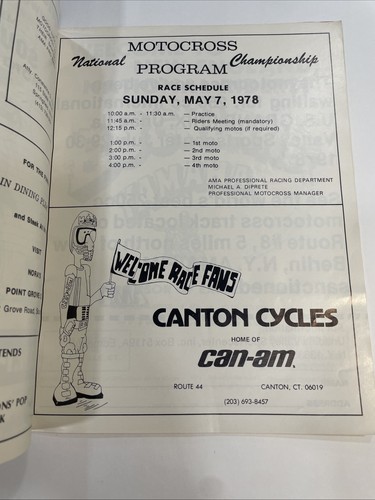 MOTOCROSS
National Championship
PROGRAM
RACE SCHEDULE
SUNDAY, MAY 7, 1978
10:00 a.m. - 11:30 a.m. - Practice
11:45 a.m. - - Riders Meeting (mandatory)
12:15 p.m. - - Qualifying motos (if required)
1:00 p.m. - - 1st moto
2:00 p.m. - - 2nd moto
3:00 p.m. - - 3rd moto
4:00 p.m. - - 4th moto
AMA PROFESSIONAL RACING DEPARTMENT
MICHAEL A. DIPRETE
PROFESSIONAL MOTOCROSS MANAGER
WELCOME RACE FANS
CANTON CYCLES
HOME OF
can-am
ROUTE 44 CANTON, CT. 06019
(203) 693-8457
FOR THE
IN DINING
and Steak
VISIT
POINT GROVE
Grove Road,
TENDS
POP